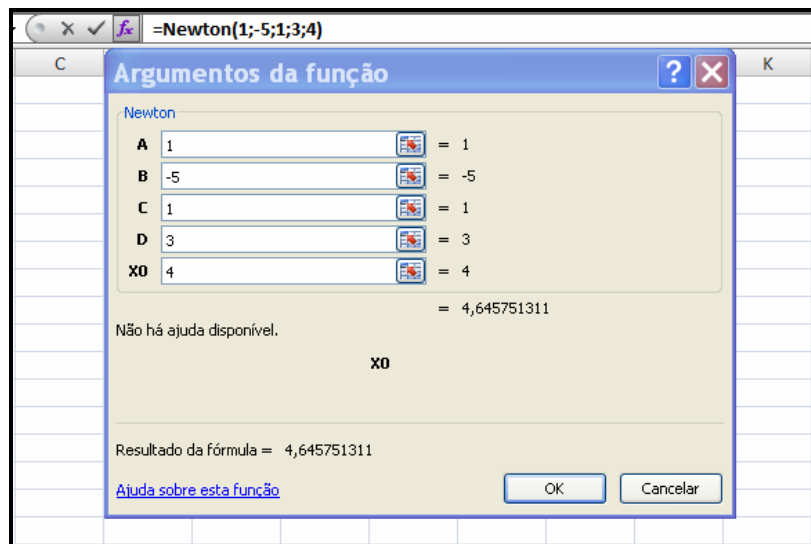 =Newton(1;-5;1;3;4)
C K
Argumentos da função
Newton
A 1 = 1
B -5 = -5
C 1 = 1
D 3 = 3
X0 4 = 4
= 4,645751311
Não há ajuda disponível.
X0
Resultado da fórmula = 4,645751311
Ajuda sobre esta função OK Cancelar